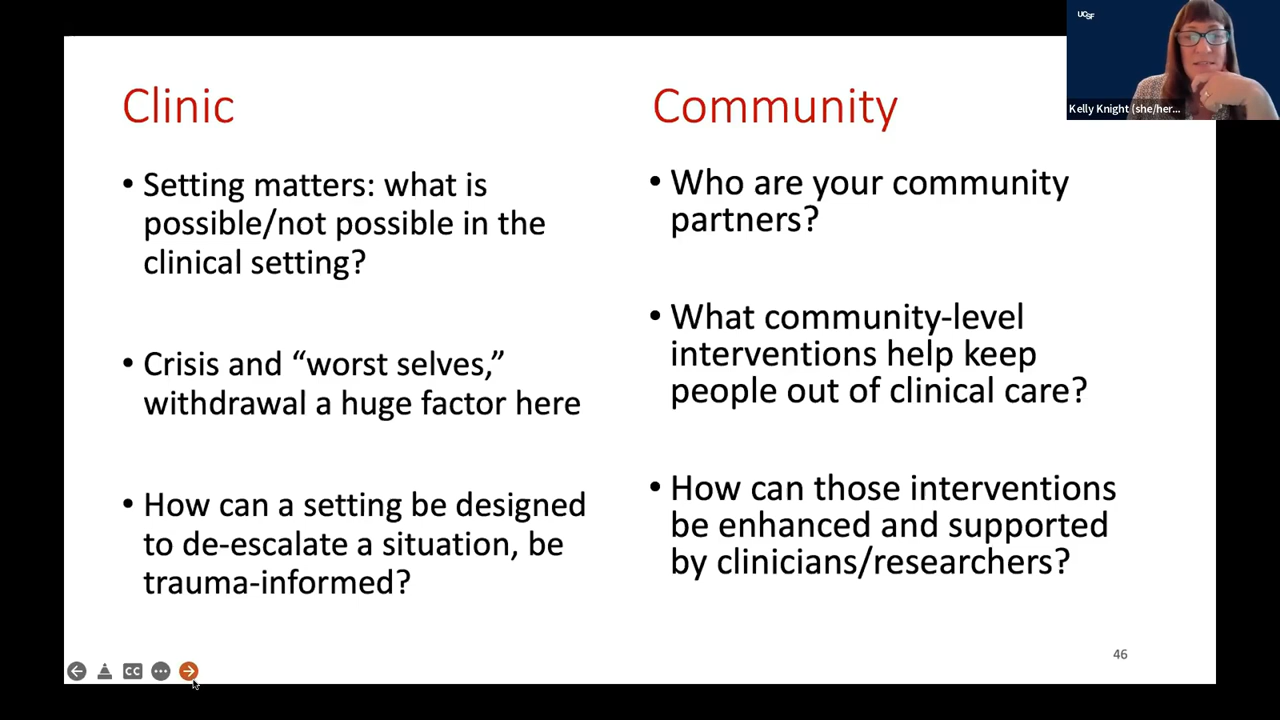 UCSF
Kelly Knight (she/her...
Clinic
• Setting matters: what is
possible/not possible in the
clinical setting?
• Crisis and “worst selves,”
withdrawal a huge factor here
• How can a setting be designed
to de-escalate a situation, be
trauma-informed?
Community
• Who are your community
partners?
• What community-level
interventions help keep
people out of clinical care?
• How can those interventions
be enhanced and supported
by clinicians/researchers?
CC
46